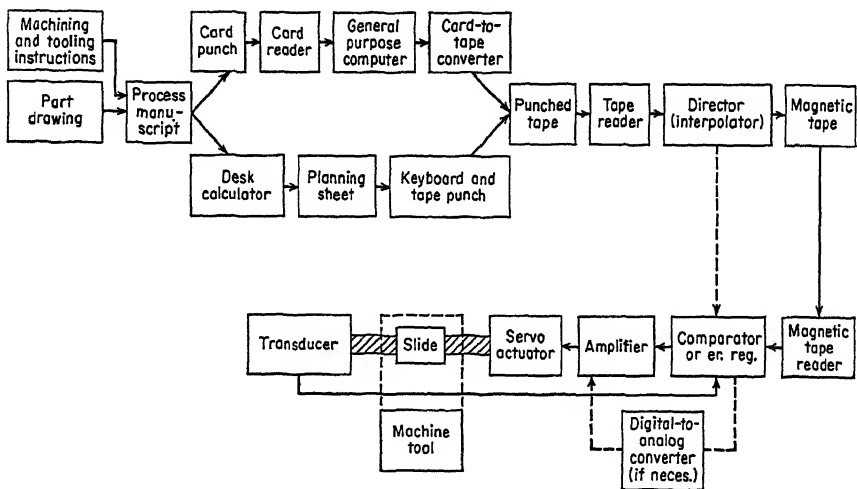 Machining
and tooling
instructions
Part
drawing
Process
manu-
script
Card
punch
Card
reader
General
purpose
computer
Card-to-
tape
converter
Desk
calculator
Planning
sheet
Keyboard and
tape punch
Punched
tape
Tape
reader
Director
(interpolator)
Magnetic
tape
Transducer
Slide
Servo
actuator
Amplifier
Comparator
or er. reg.
Magnetic
tape
reader
Machine
tool
Digital-to-
analog
converter
(if neces.)